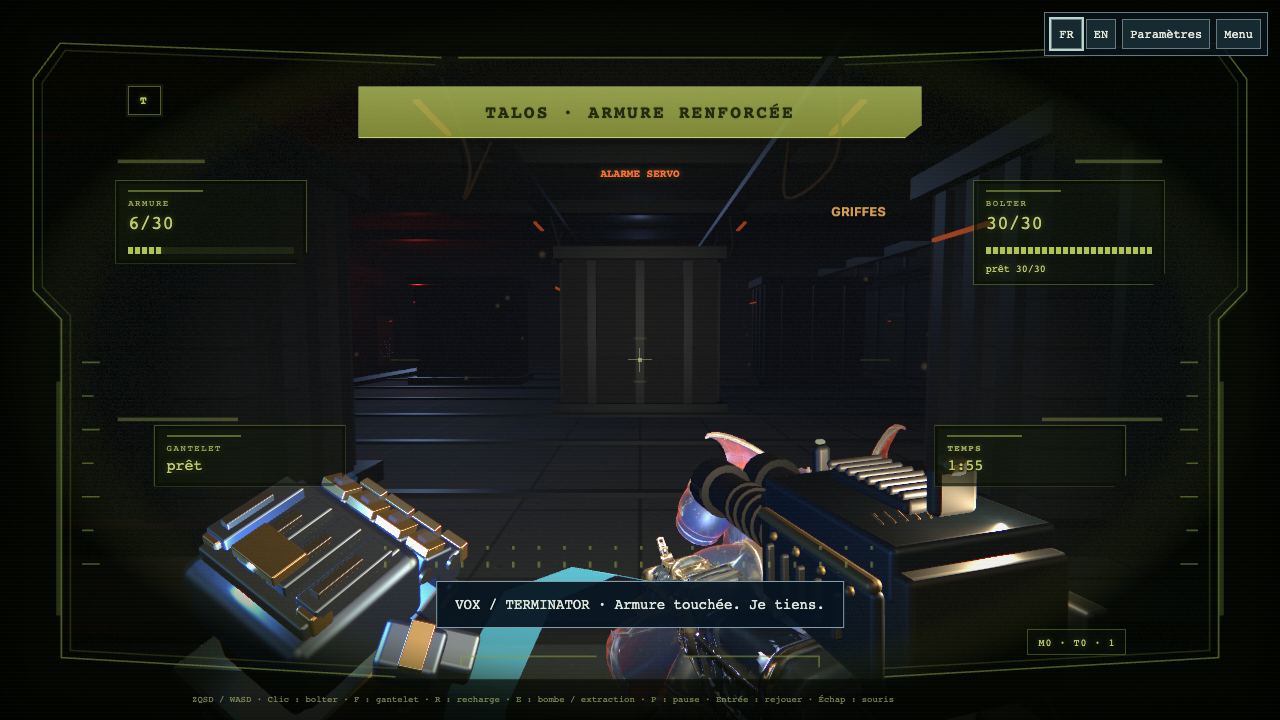 FR EN Paramètres Menu
T
TALOS · ARMURE RENFORCÉE
ALARME SERVO
ARMURE
6/30
GRIFFES
BOLTER
30/30
prêt 30/30
GANTELET
prêt
TEMPS
1:55
VOX / TERMINATOR · Armure touchée. Je tiens.
M0 · T0 · 1
ZQSD / WASD · Clic : bolter · F : gantelet · R : recharge · E : bombe / extraction · P : pause · Entrée : rejouer · Échap : souris